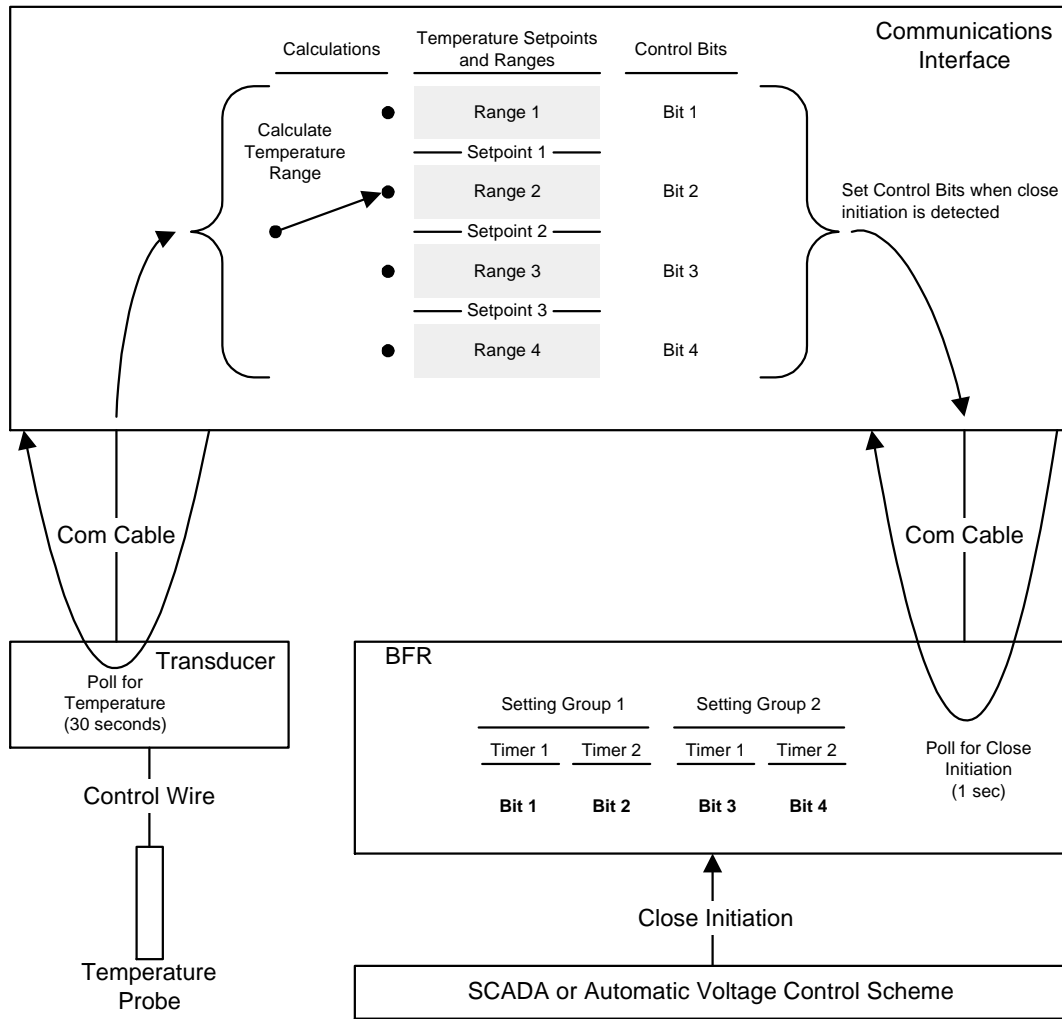 Communications
Interface
Calculations
Temperature Setpoints
and Ranges
Control Bits
Calculate
Temperature
Range
Range 1
Bit 1
Setpoint 1
Range 2
Bit 2
Setpoint 2
Range 3
Bit 3
Setpoint 3
Range 4
Bit 4
Set Control Bits when close
initiation is detected
Com Cable
Com Cable
Transducer
Poll for
Temperature
(30 seconds)
Control Wire
Temperature
Probe
BFR
Setting Group 1
Setting Group 2
Timer 1
Timer 2
Timer 1
Timer 2
Bit 1
Bit 2
Bit 3
Bit 4
Poll for Close
Initiation
(1 sec)
Close Initiation
SCADA or Automatic Voltage Control Scheme